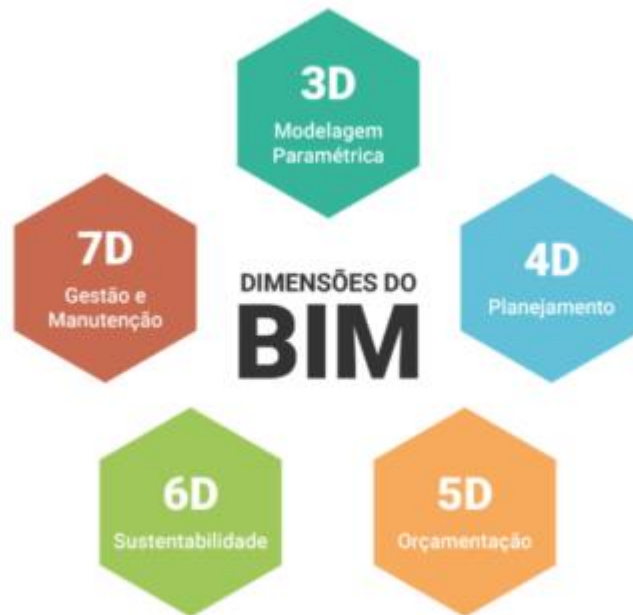 3D
Modelagem
Paramétrica
7D
Gestão e
Manutenção
DIMENSÕES DO
BIM
4D
Planejamento
6D
Sustentabilidade
5D
Orçamentação